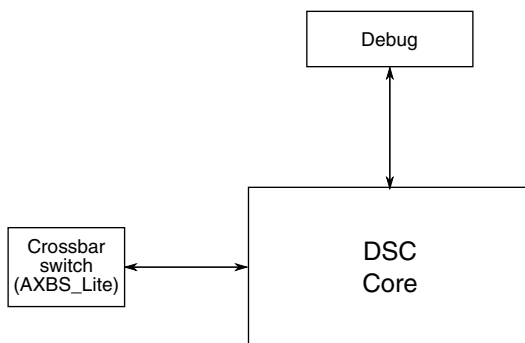 Debug
Crossbar
switch
(AXBS_Lite)
DSC
Core